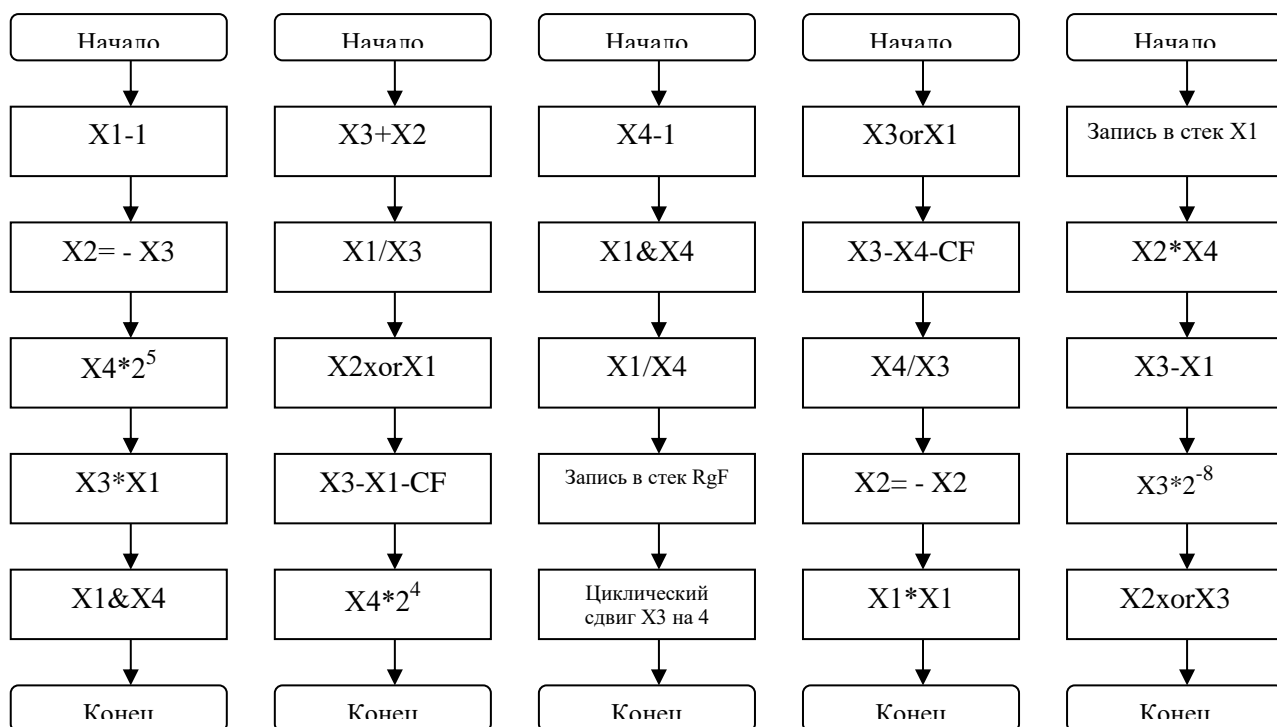 Начало
X1-1
X2= - X3
X4*2^5
X3*X1
X1&X4
Конец
Начало
X3+X2
X1/X3
X2xorX1
X3-X1-CF
X4*2^4
Конец
Начало
X4-1
X1&X4
X1/X4
Запись в стек RgF
Циклический
сдвиг X3 на 4
Конец
Начало
X3orX1
X3-X4-CF
X4/X3
X2= - X2
X1*X1
Конец
Начало
Запись в стек X1
X2*X4
X3-X1
X3*2^-8
X2xorX3
Конец